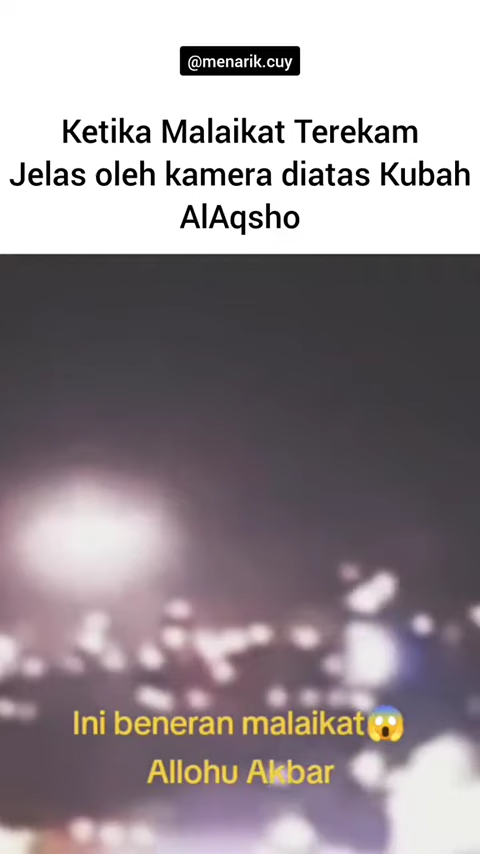 @menarik.cuy
Ketika Malaikat Terekam
Jelas oleh kamera diatas Kubah
AlAqsho
Ini beneran malaikat😱
Allohu Akbar